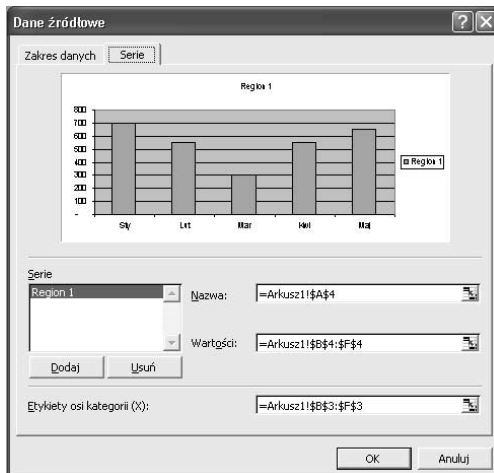 Dane źródłowe
Zakres danych
Serie
Region 1
800
700
600
500
400
300
200
100
-
Sty
Lut
Mar
Kwi
Maj
Region 1
Serie
Region 1
Nazwa:
=Arkusz1!$A$4
Wartości:
=Arkusz1!$B$4:$F$4
Dodaj
Usuń
Etykiety osi kategorii (X):
=Arkusz1!$B$3:$F$3
OK
Anuluj